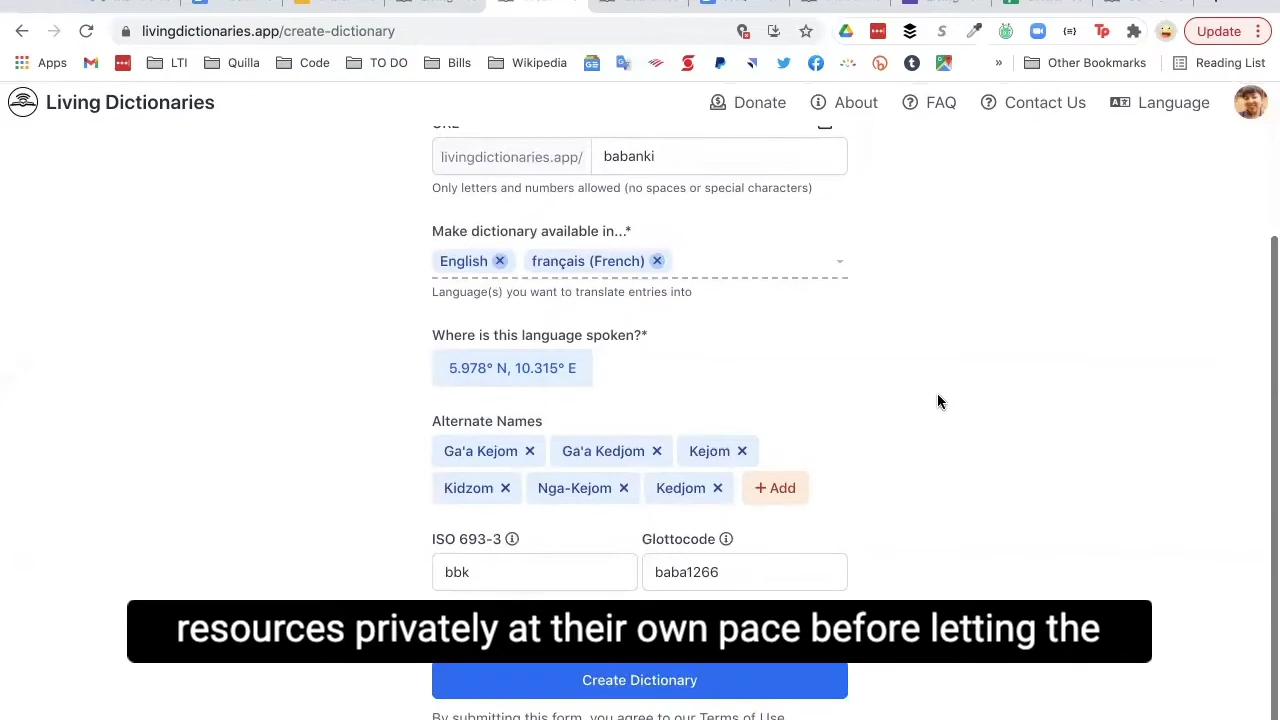 livingdictionaries.app/create-dictionary
Update
Apps
LTI
Quilla
Code
TO DO
Bills
Wikipedia
»
Other Bookmarks
Reading List
Living Dictionaries
Donate
About
FAQ
Contact Us
Language
URL
livingdictionaries.app/ babanki
Only letters and numbers allowed (no spaces or special characters)
Make dictionary available in...*
English × français (French) ×
Language(s) you want to translate entries into
Where is this language spoken?*
5.978° N, 10.315° E
Alternate Names
Ga'a Kejom × Ga'a Kedjom × Kejom ×
Kidzom × Nga-Kejom × Kedjom × + Add
ISO 693-3 Glottocode
bbk baba1266
resources privately at their own pace before letting the
Create Dictionary
By submitting this form, you agree to our Terms of Use